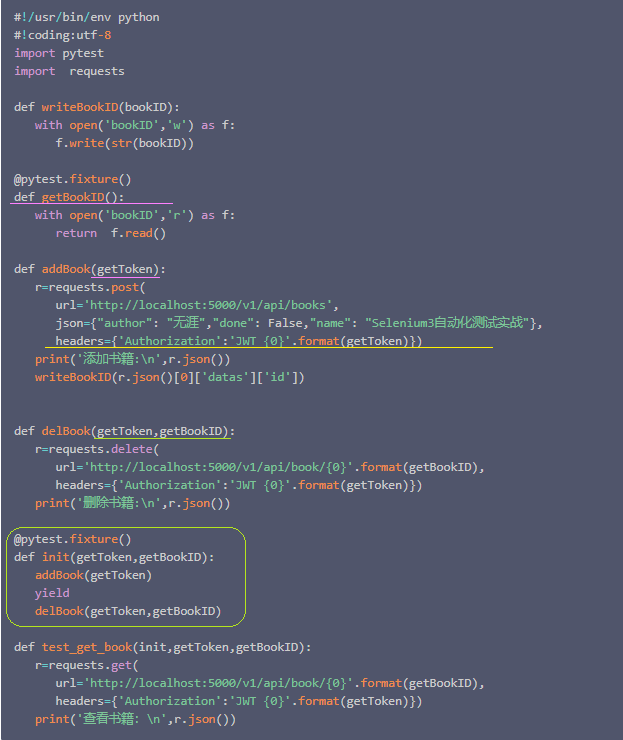 #!/usr/bin/env python
#!coding:utf-8
import pytest
import  requests

def writeBookID(bookID):
   with open('bookID','w') as f:
      f.write(str(bookID))

@pytest.fixture()
def getBookID():
   with open('bookID','r') as f:
      return  f.read()

def addBook(getToken):
   r=requests.post(
      url='http://localhost:5000/v1/api/books',
      json={"author": "无涯","done": False,"name": "Selenium3自动化测试实战"},
      headers={'Authorization':'JWT {0}'.format(getToken)})
   print('添加书籍:\n',r.json())
   writeBookID(r.json()[0]['datas']['id'])


def delBook(getToken,getBookID):
   r=requests.delete(
      url='http://localhost:5000/v1/api/book/{0}'.format(getBookID),
      headers={'Authorization':'JWT {0}'.format(getToken)})
   print('删除书籍:\n',r.json())

@pytest.fixture()
def init(getToken,getBookID):
   addBook(getToken)
   yield
   delBook(getToken,getBookID)

def test_get_book(init,getToken,getBookID):
   r=requests.get(
      url='http://localhost:5000/v1/api/book/{0}'.format(getBookID),
      headers={'Authorization':'JWT {0}'.format(getToken)})
   print('查看书籍: \n',r.json())